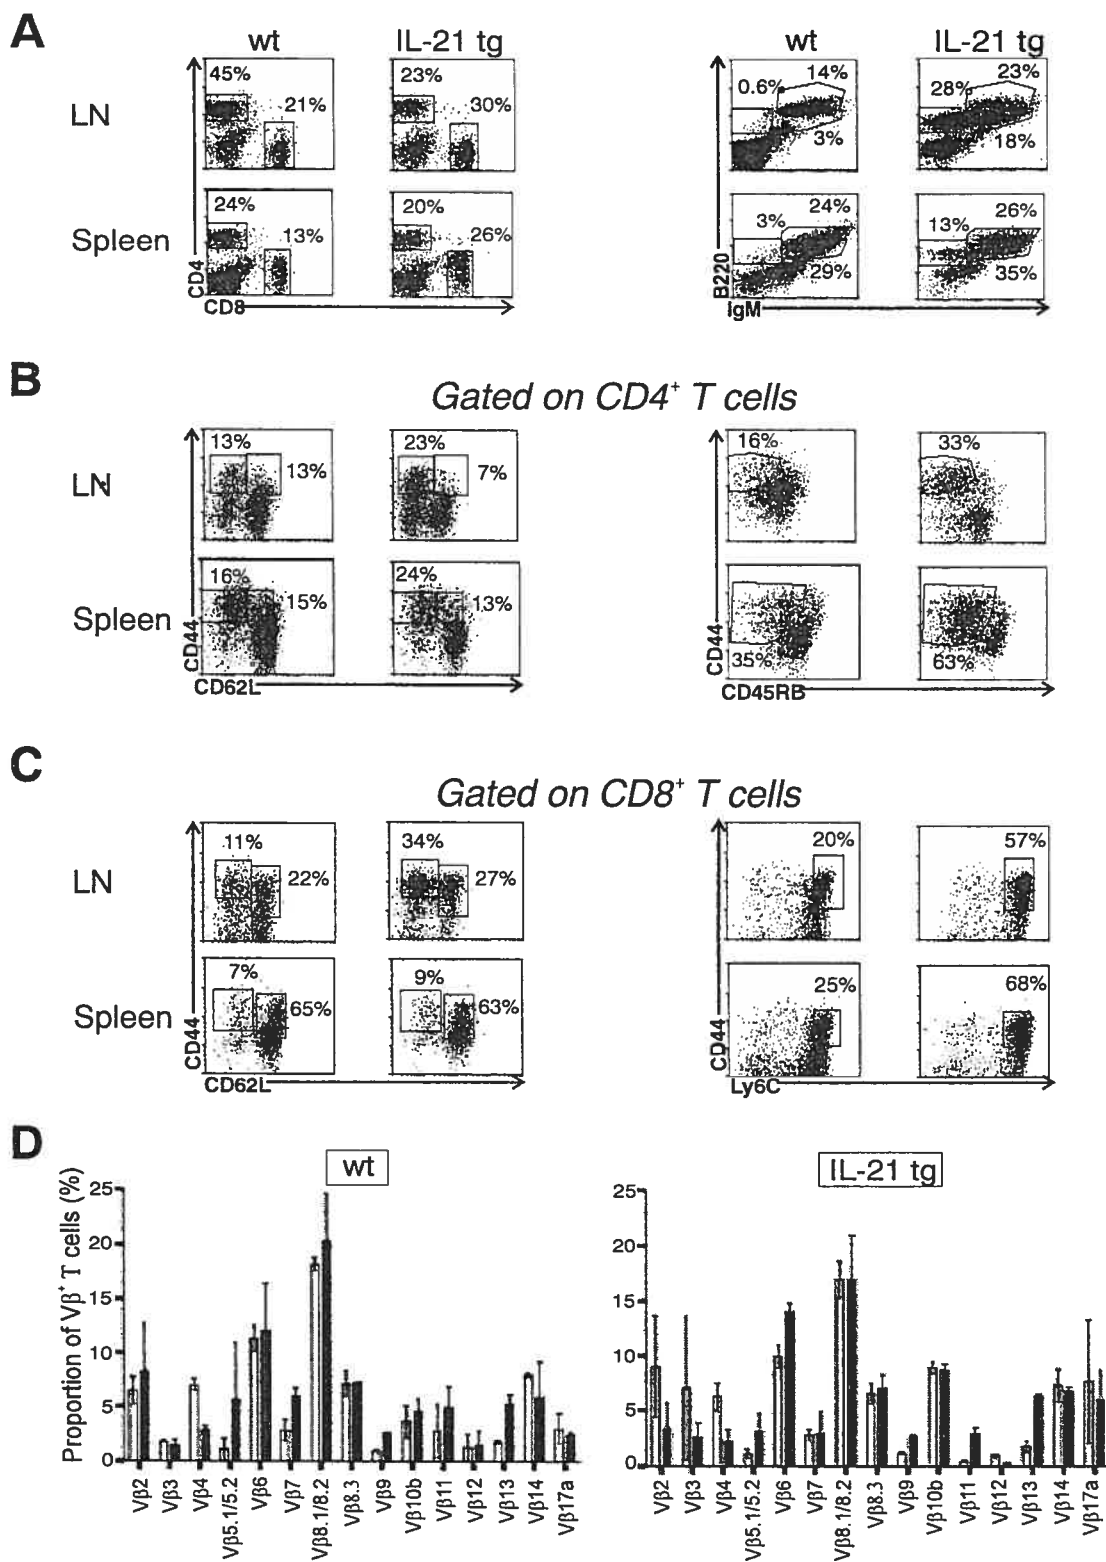 A
wt IL-21 tg wt IL-21 tg
LN 45% 21% 23% 30% 0.6% 14% 3% 28% 23% 18%
Spleen 24% 13% 20% 26% 3% 24% 29% 13% 26% 35%
CD4 B220
CD8 IgM
B
Gated on CD4⁺ T cells
LN 13% 13% 23% 7% 16% 33%
Spleen 16% 15% 24% 13% 35% 63%
CD44 CD44
CD62L CD45RB
C
Gated on CD8⁺ T cells
LN 11% 22% 34% 27% 20% 57%
Spleen 7% 65% 9% 63% 25% 68%
CD44 CD44
CD62L Ly6C
D
wt IL-21 tg
Proportion of Vβ⁺ T cells (%)
25 25
20 20
15 15
10 10
5 5
0 0
Vβ2 Vβ3 Vβ4 Vβ5.1/5.2 Vβ6 Vβ7 Vβ8.1/8.2 Vβ8.3 Vβ9 Vβ10b Vβ11 Vβ12 Vβ13 Vβ14 Vβ17a
Vβ2 Vβ3 Vβ4 Vβ5.1/5.2 Vβ6 Vβ7 Vβ8.1/8.2 Vβ8.3 Vβ9 Vβ10b Vβ11 Vβ12 Vβ13 Vβ14 Vβ17a